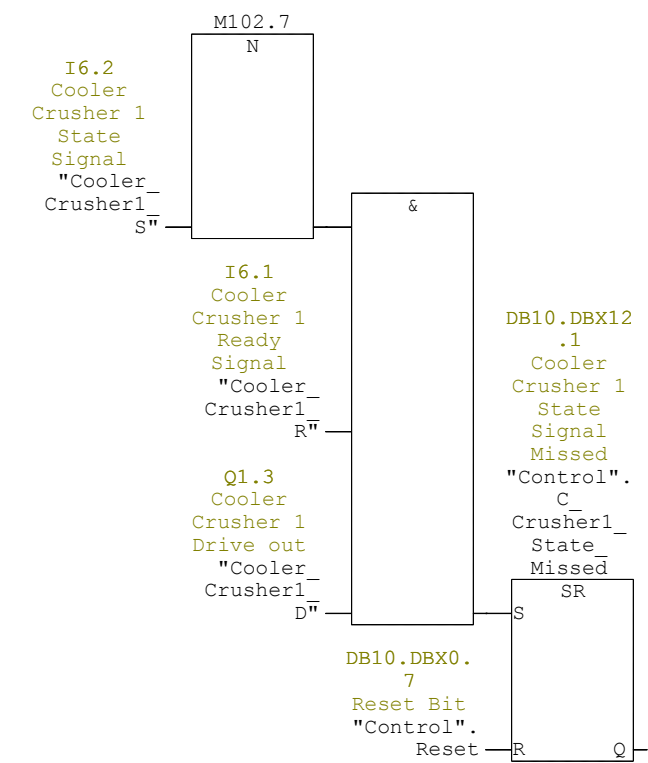 M102.7
N
I6.2
Cooler
Crusher 1
State
Signal
"Cooler_
Crusher1_
S"
&
I6.1
Cooler
Crusher 1
Ready
Signal
"Cooler_
Crusher1_
R"
Q1.3
Cooler
Crusher 1
Drive out
"Cooler_
Crusher1_
D"
DB10.DBX12
.1
Cooler
Crusher 1
State
Signal
Missed
"Control".
C_
Crusher1_
State_
Missed
SR
S
DB10.DBX0.
7
Reset Bit
"Control".
Reset
R
Q